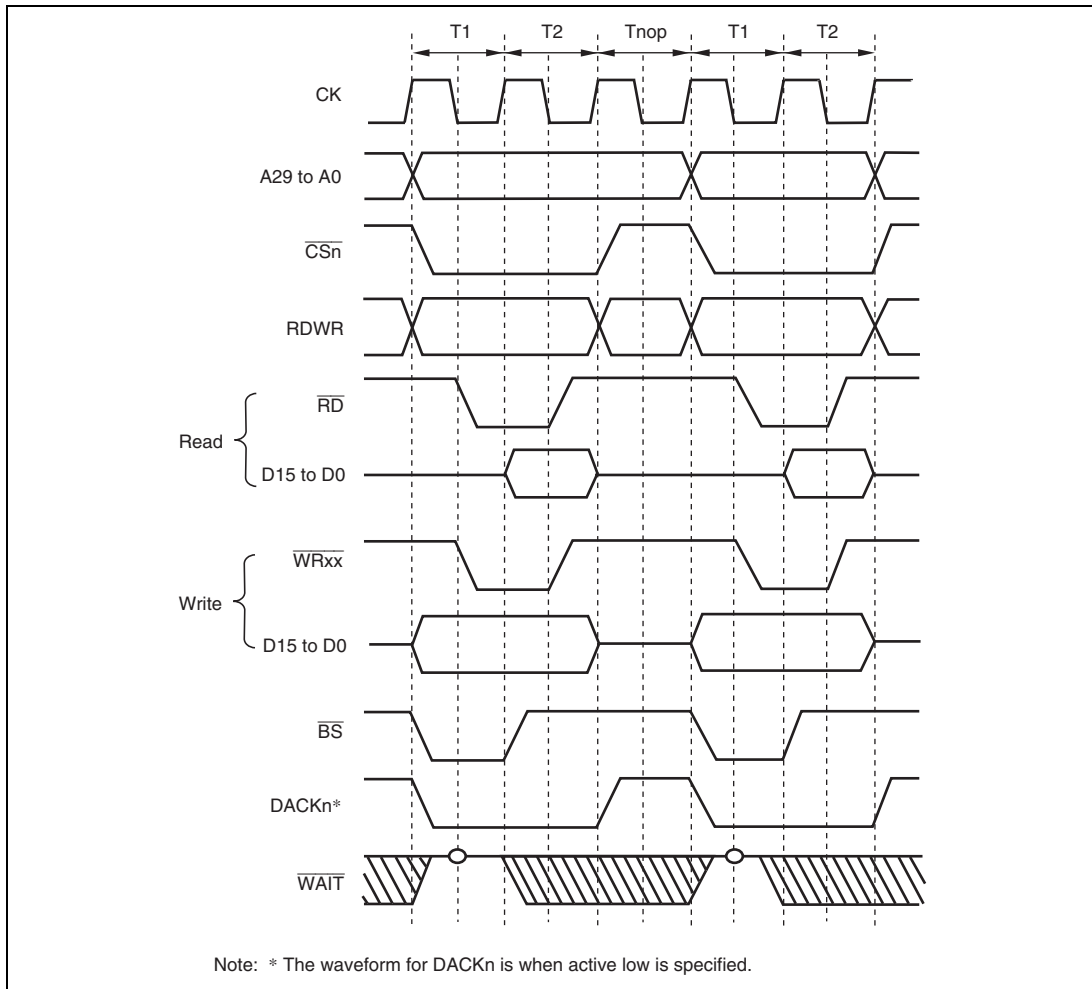 T1 T2 Tnop T1 T2
CK
A29 to A0
CSn
RDWR
RD
Read
D15 to D0
WRxx
Write
D15 to D0
BS
DACKn*
WAIT
Note: * The waveform for DACKn is when active low is specified.